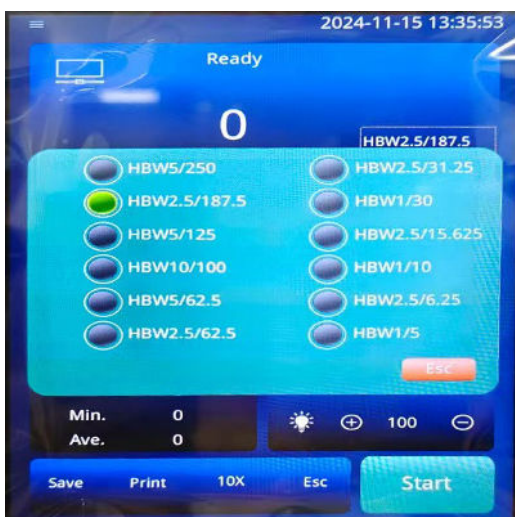 2024-11-15 13:35:53
Ready
0
HBW2.5/187.5
HBW5/250
HBW2.5/31.25
HBW2.5/187.5
HBW1/30
HBW5/125
HBW2.5/15.625
HBW10/100
HBW1/10
HBW5/62.5
HBW2.5/6.25
HBW2.5/62.5
HBW1/5
Esc
Min. 0
Ave. 0
100
Save Print 10X Esc
Start